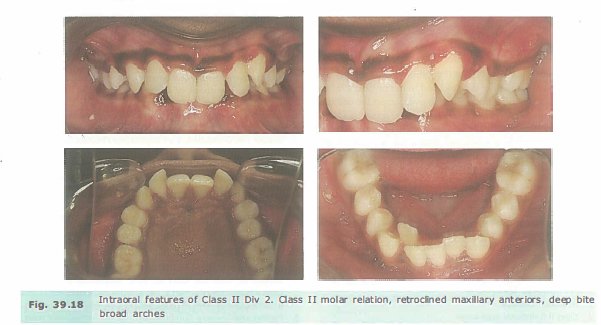 Fig. 39.18
Intraoral features of Class II Div 2. Class II molar relation, retroclined maxillary anteriors, deep bite
broad arches